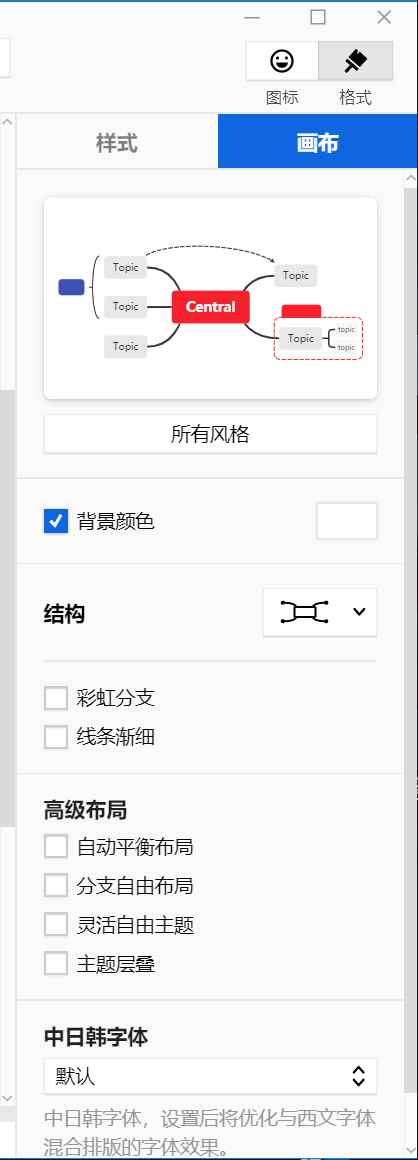 图标
格式
样式
画布
Topic
Topic
Topic
Central
Topic
Topic
topic
topic
所有风格
背景颜色
结构
彩虹分支
线条渐细
高级布局
自动平衡布局
分支自由布局
灵活自由主题
主题层叠
中日韩字体
默认
中日韩字体，设置后将优化与西文字体
混合排版的字体效果。